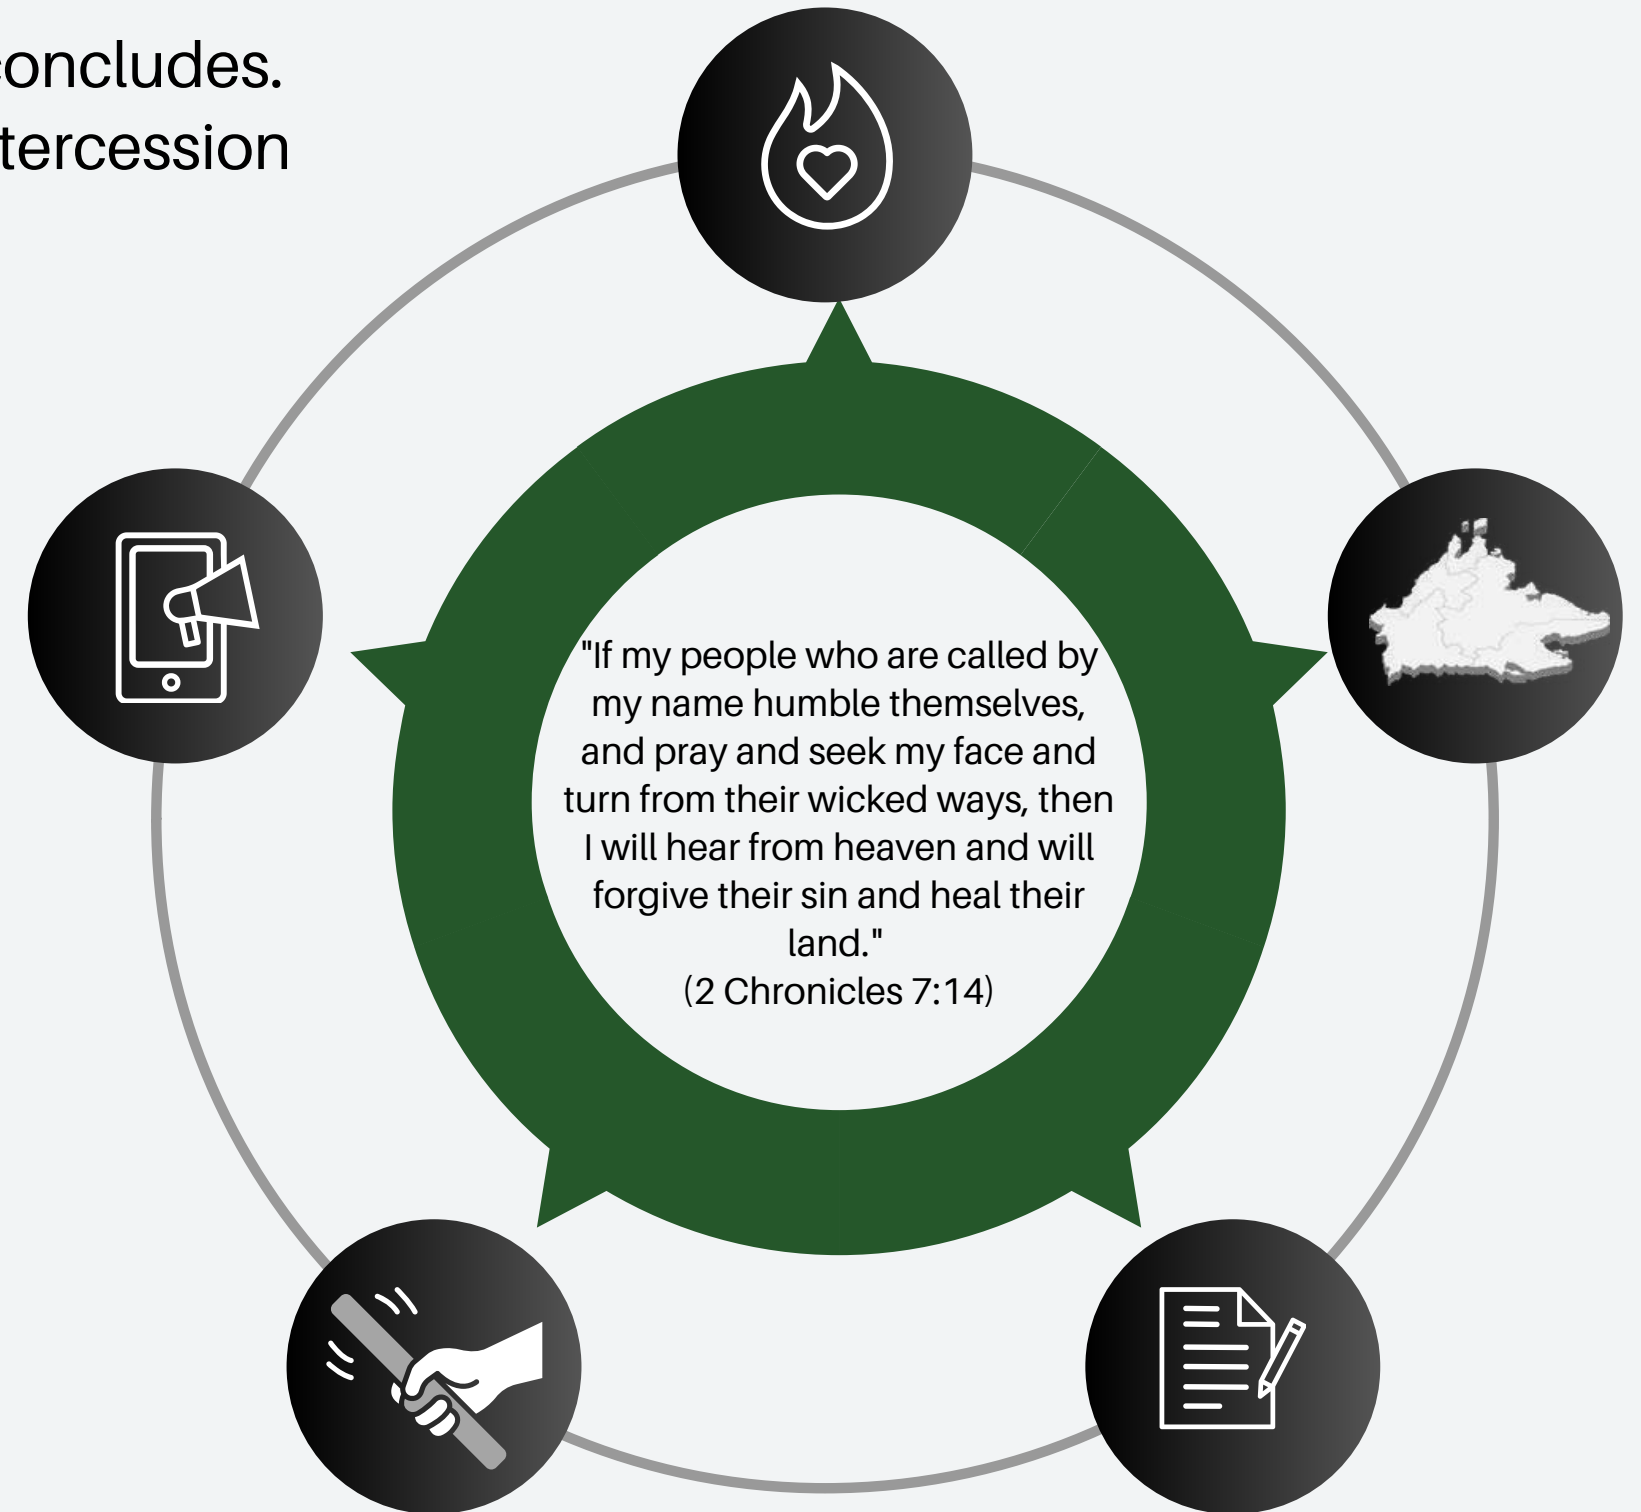 concludes.
tercession
"If my people who are called by
my name humble themselves,
and pray and seek my face and
turn from their wicked ways, then
I will hear from heaven and will
forgive their sin and heal their
land."
(2 Chronicles 7:14)